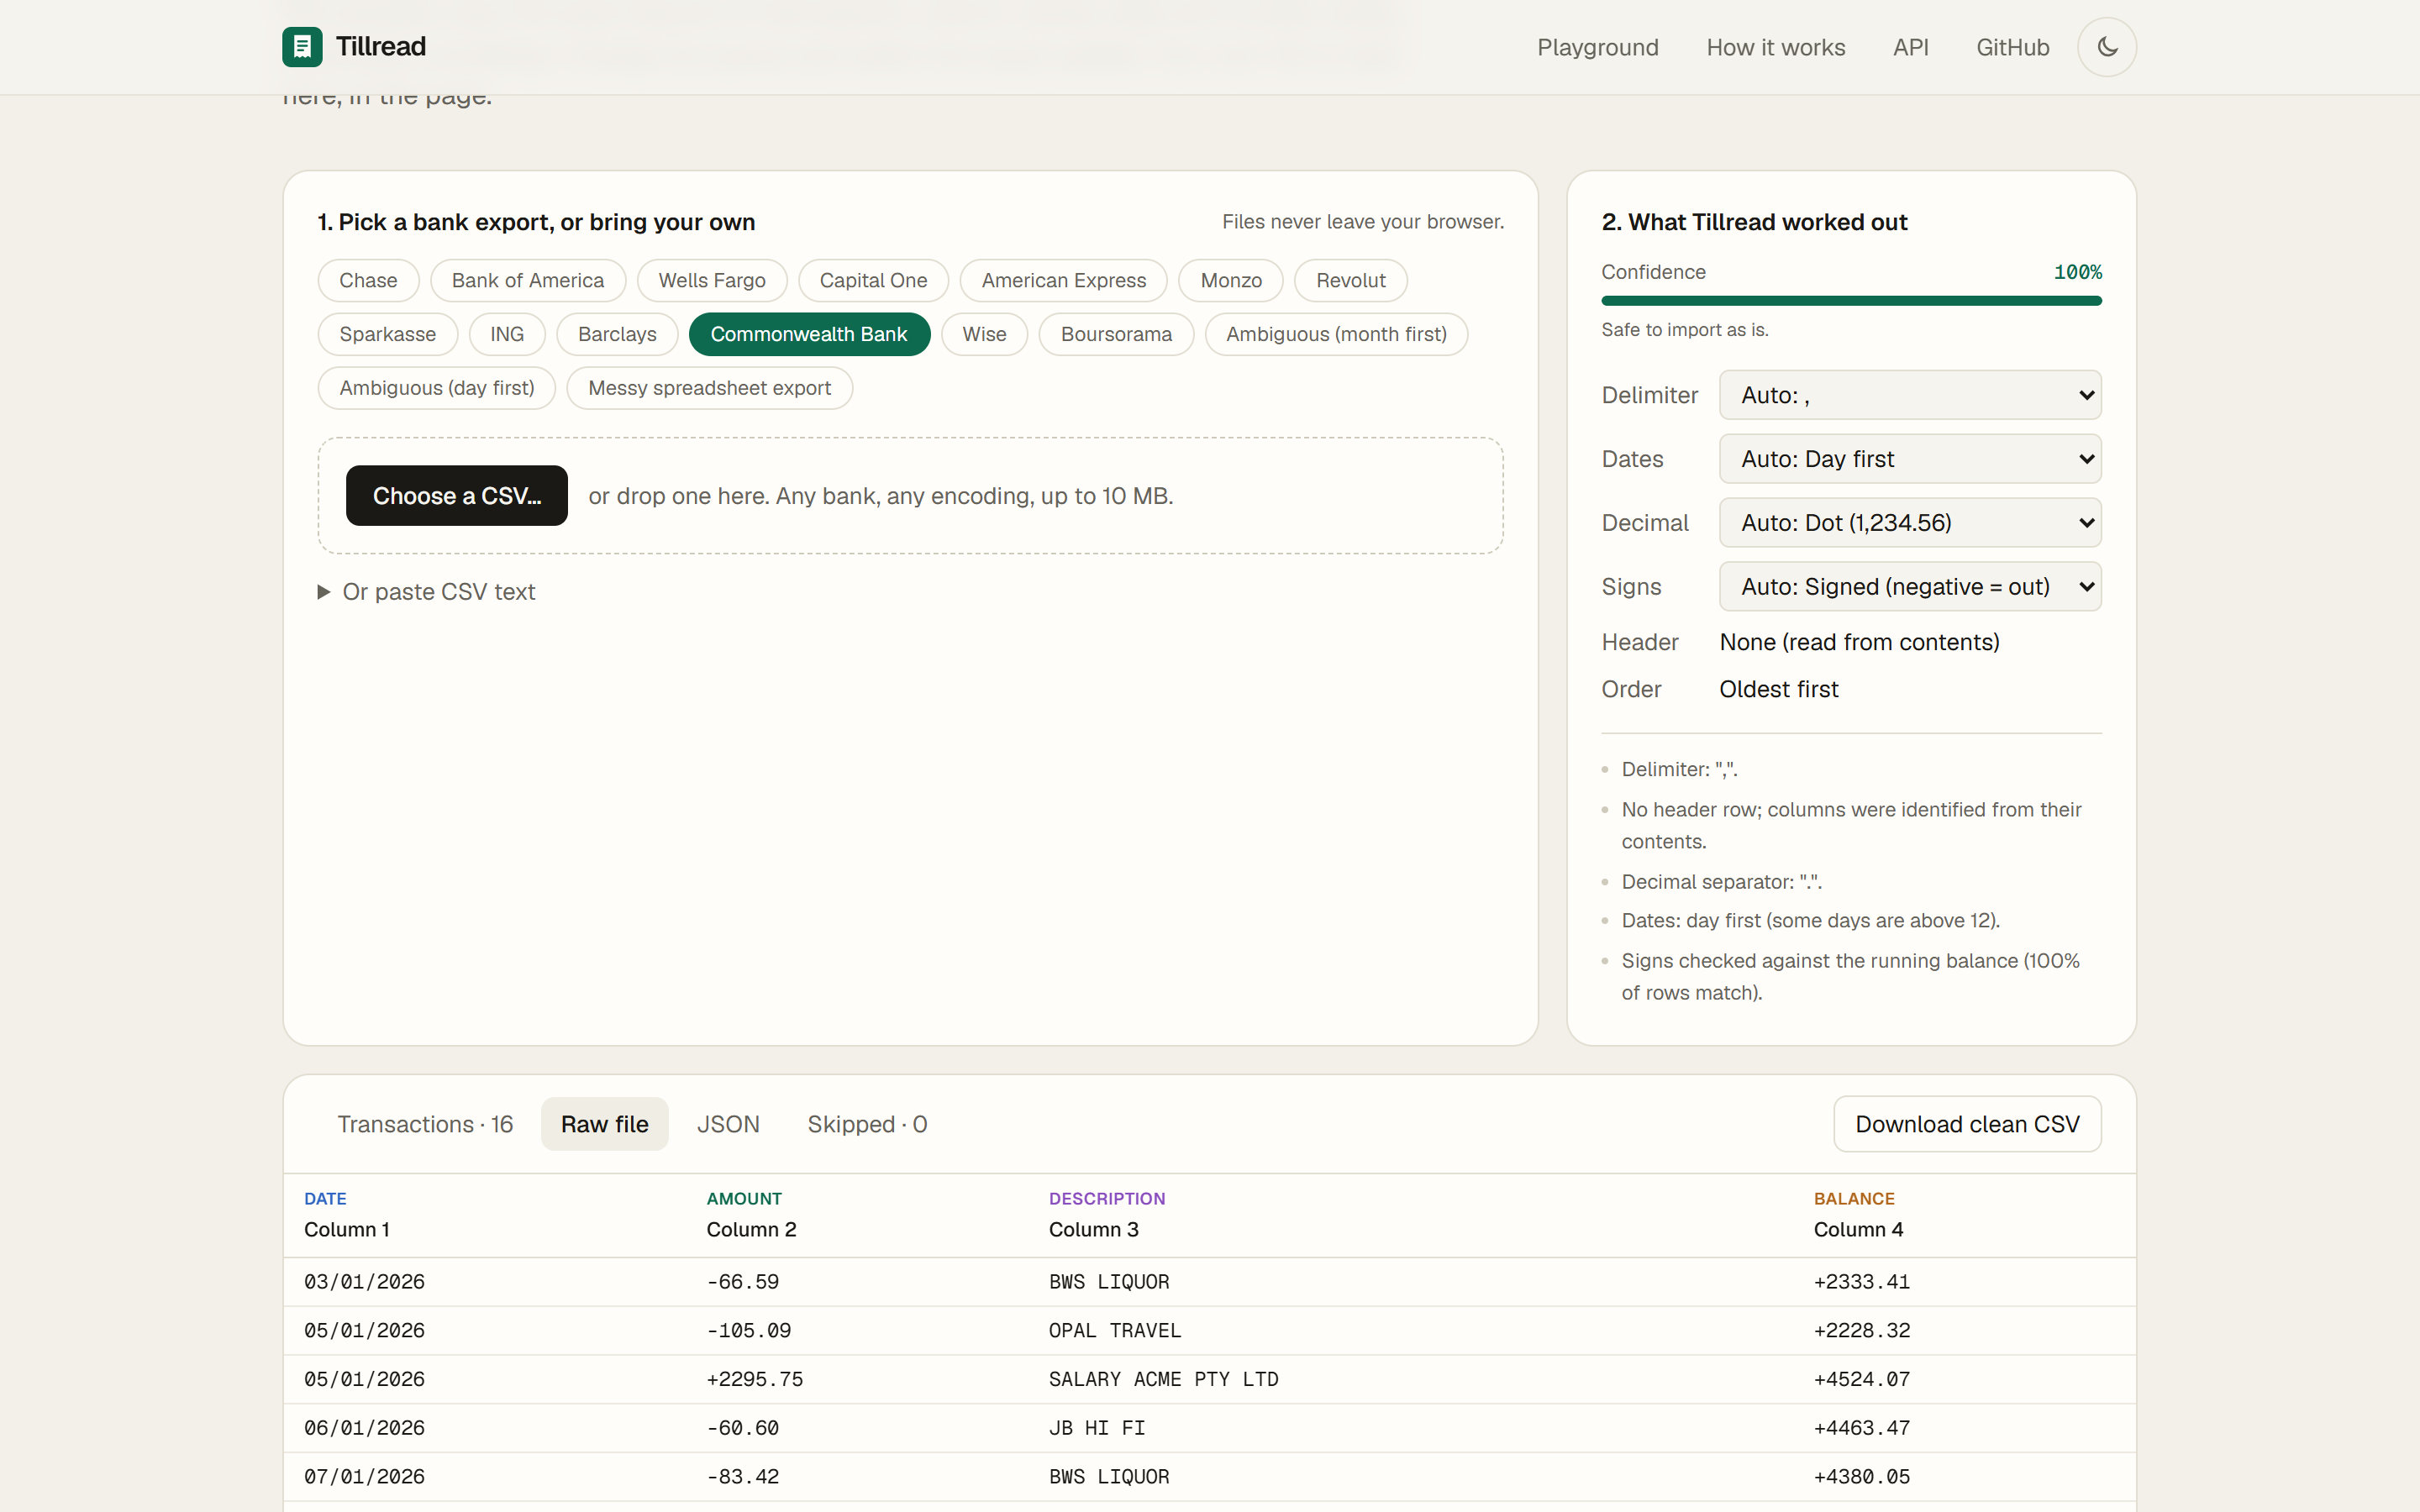 Tillread
Playground
How it works
API
GitHub
here, in the page.
1. Pick a bank export, or bring your own
Files never leave your browser.
Chase
Bank of America
Wells Fargo
Capital One
American Express
Monzo
Revolut
Sparkasse
ING
Barclays
Commonwealth Bank
Wise
Boursorama
Ambiguous (month first)
Ambiguous (day first)
Messy spreadsheet export
Choose a CSV...
or drop one here. Any bank, any encoding, up to 10 MB.
Or paste CSV text
2. What Tillread worked out
Confidence 100%
Safe to import as is.
Delimiter Auto: ,
Dates Auto: Day first
Decimal Auto: Dot (1,234.56)
Signs Auto: Signed (negative = out)
Header None (read from contents)
Order Oldest first
Delimiter: ",".
No header row; columns were identified from their
contents.
Decimal separator: ".".
Dates: day first (some days are above 12).
Signs checked against the running balance (100%
of rows match).
Transactions · 16
Raw file
JSON
Skipped · 0
Download clean CSV
DATE AMOUNT DESCRIPTION BALANCE
Column 1 Column 2 Column 3 Column 4
03/01/2026 -66.59 BWS LIQUOR +2333.41
05/01/2026 -105.09 OPAL TRAVEL +2228.32
05/01/2026 +2295.75 SALARY ACME PTY LTD +4524.07
06/01/2026 -60.60 JB HI FI +4463.47
07/01/2026 -83.42 BWS LIQUOR +4380.05